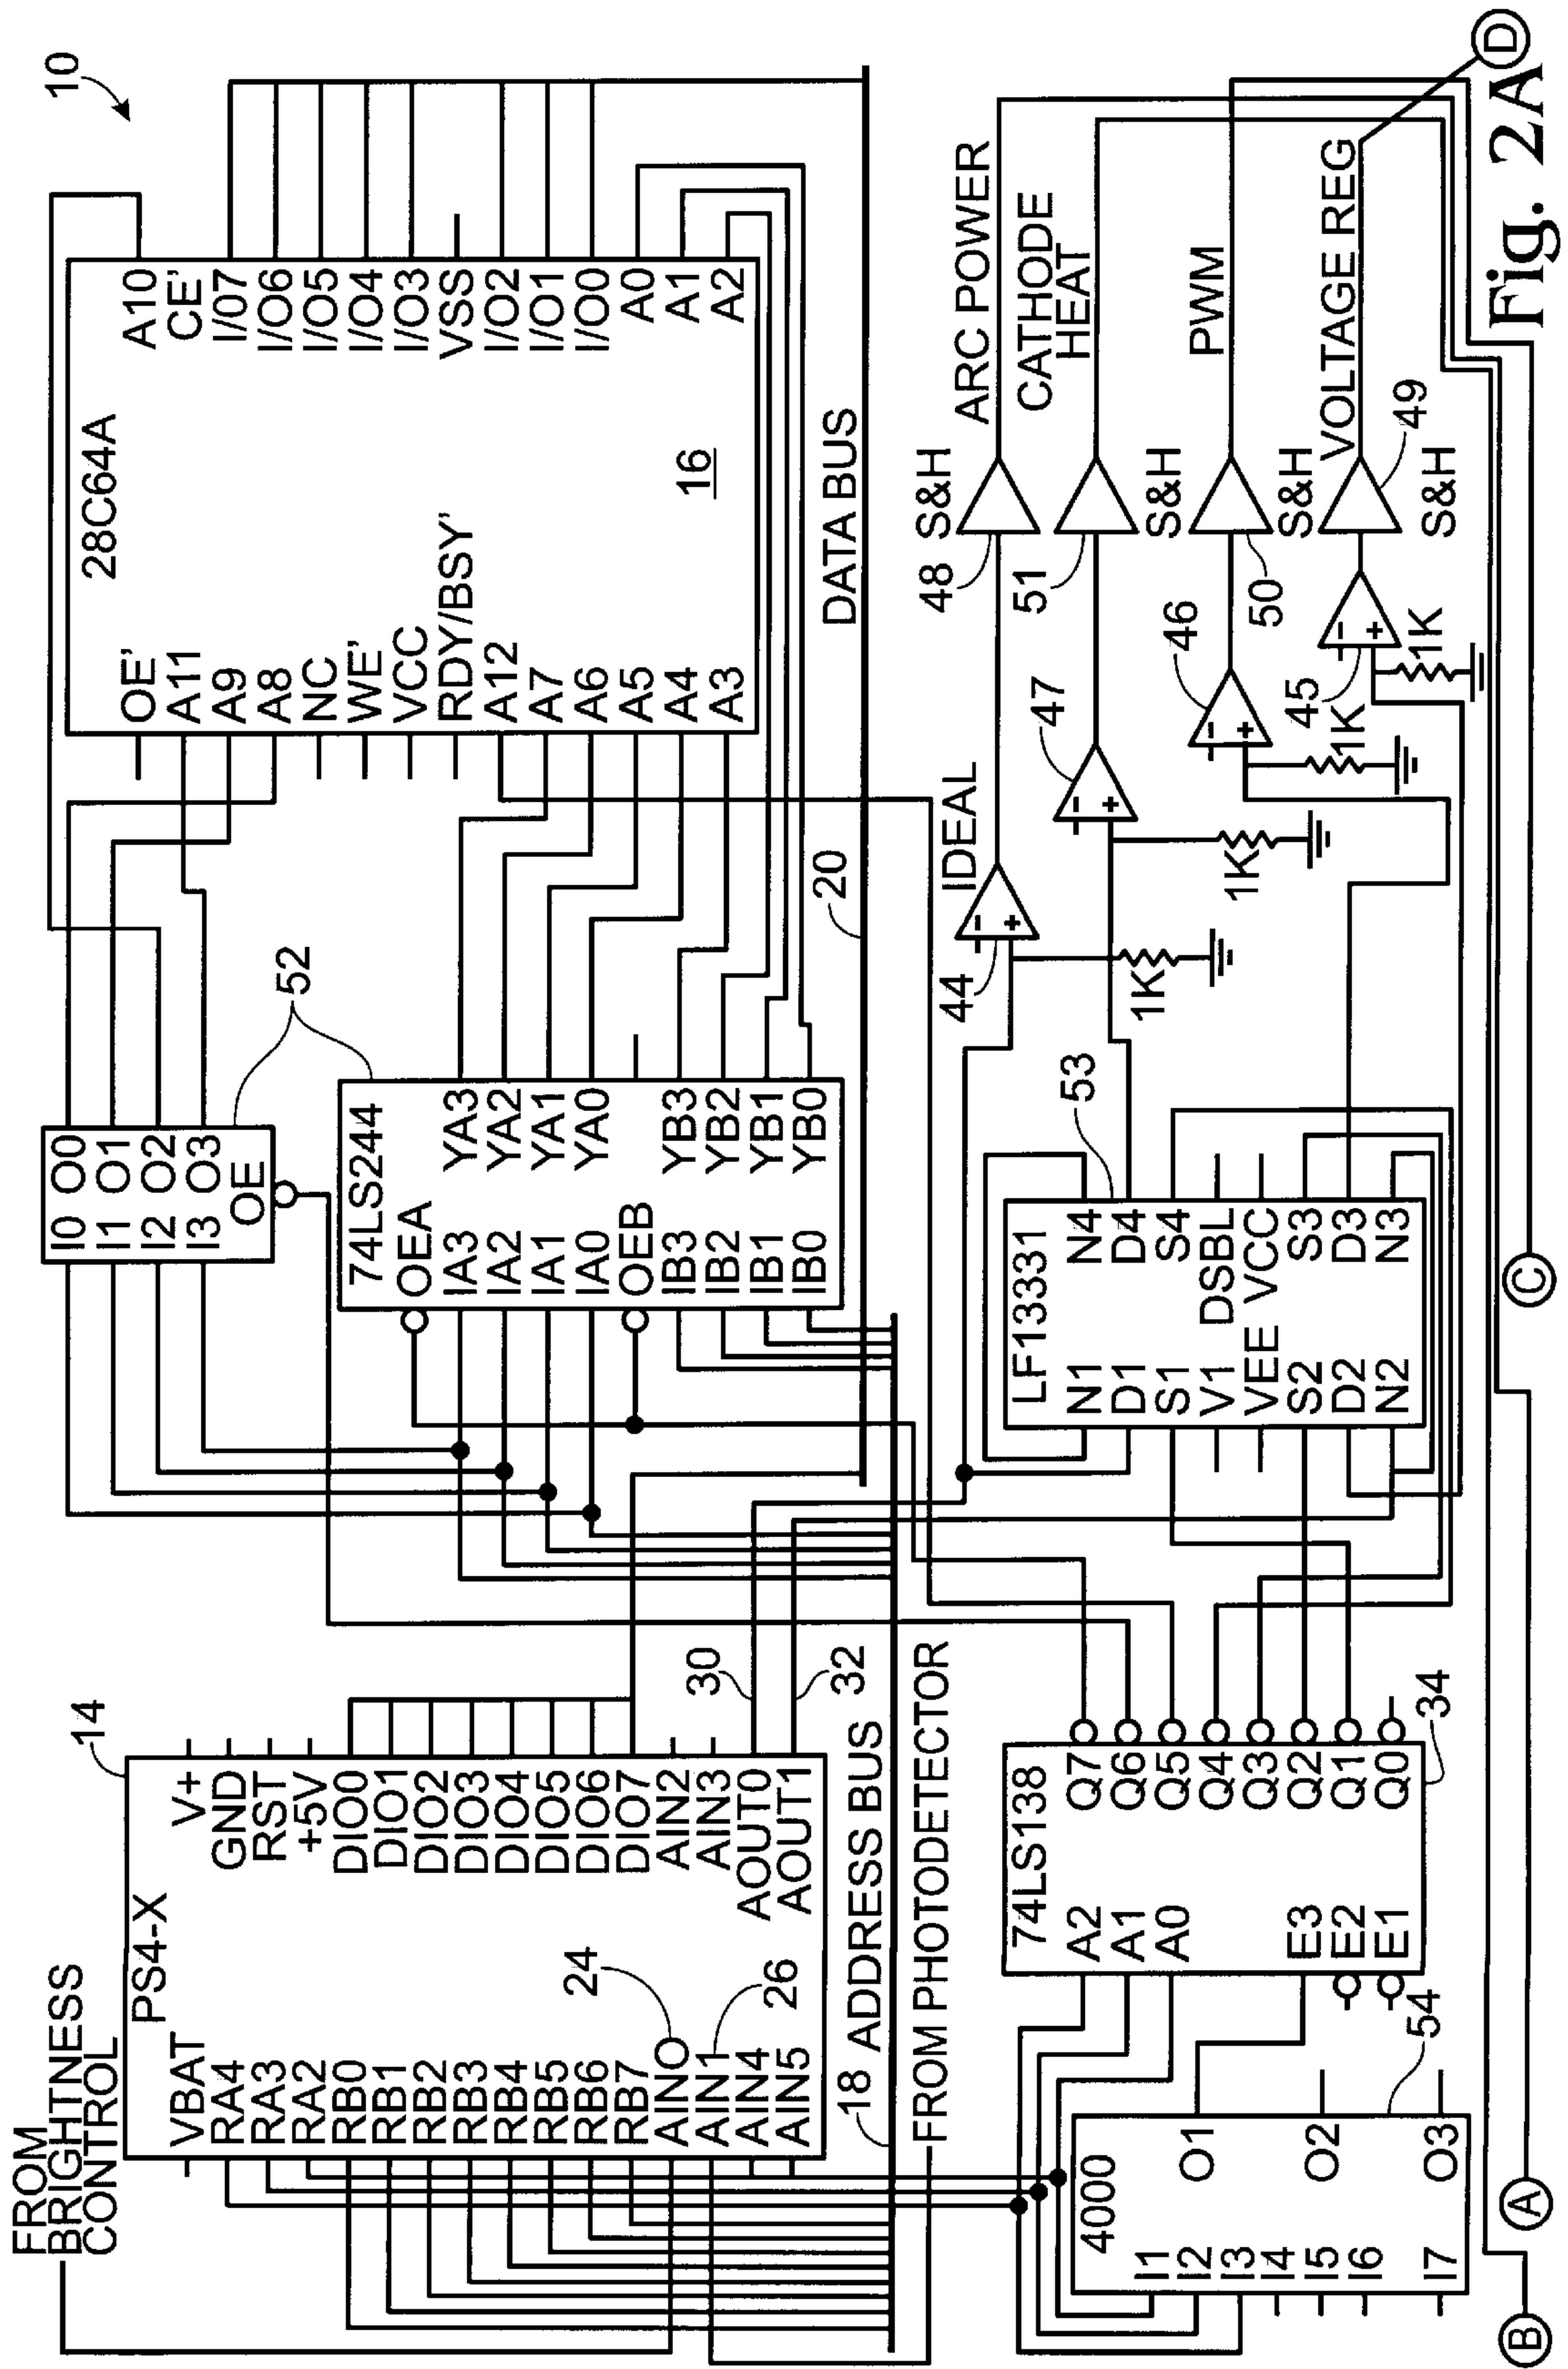 10
FROM
BRIGHTNESS
CONTROL
14
PS4-X
VBAT
RA4
RA3
RA2
RB0
RB1
RB2
RB3
RB4
RB5
RB6
RB7
AINO
AIN1
AIN4
AIN5
24
26
V+
GND
RST
+5V
DIO0
DIO1
DIO2
DIO3
DIO4
DIO5
DIO6
DIO7
AIN2
AIN3
AOUT0
AOUT1
30
32
18 ADDRESS BUS
FROM PHOTODETECTOR
I0 O0
I1 O1
I2 O2
I3 O3
OE
52
74LS244
OEA
IA3
IA2
IA1
IA0
OEB
IB3
IB2
IB1
IB0
YA3
YA2
YA1
YA0
YB3
YB2
YB1
YB0
28C64A
OE'
A11
A9
A8
NC
WE'
VCC
RDY/BSY'
A12
A7
A6
A5
A4
A3
16
A10
CE'
I/07
I/O6
I/O5
I/O4
I/O3
VSS
I/O2
I/O1
I/O0
A0
A1
A2
20
DATA BUS
4000
I1
I2
I3
I4
I5
I6
I7
O1
O2
O3
54
74LS138
A2
A1
A0
E3
E2
E1
Q7
Q6
Q5
Q4
Q3
Q2
Q1
Q0
34
LF13331
N1
D1
S1
V1
VEE
S2
D2
N2
N4
D4
S4
DSBL
VCC
S3
D3
N3
53
IDEAL
44
-
+
1K
48
S&H
ARC POWER
47
-
+
1K
51
S&H
CATHODE
HEAT
46
-
+
1K
50
S&H
PWM
45
-
+
1K
49
S&H
VOLTAGE REG
A
B
C
D
Fig. 2A